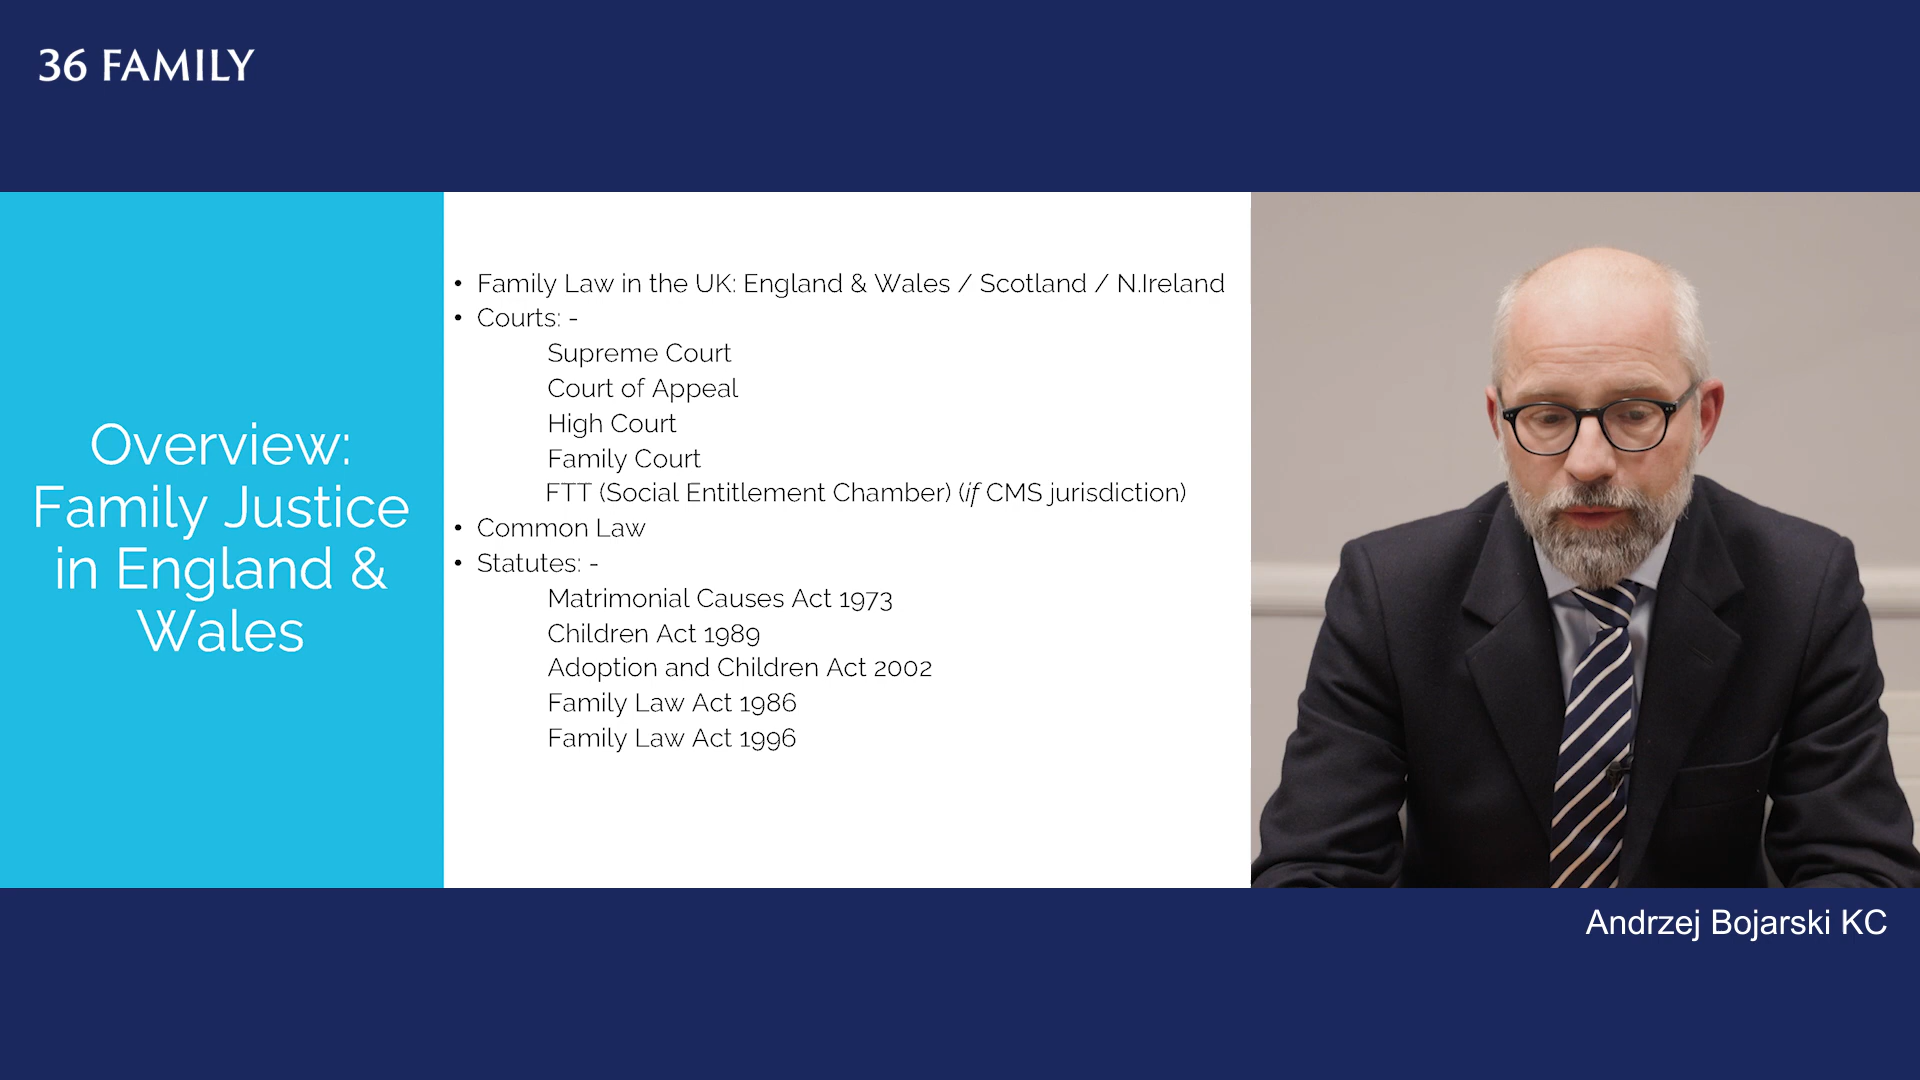 36 FAMILY
Overview:
Family Justice
in England &
Wales
• Family Law in the UK: England & Wales / Scotland / N.Ireland
• Courts: -
Supreme Court
Court of Appeal
High Court
Family Court
FTT (Social Entitlement Chamber) (if CMS jurisdiction)
• Common Law
• Statutes: -
Matrimonial Causes Act 1973
Children Act 1989
Adoption and Children Act 2002
Family Law Act 1986
Family Law Act 1996
Andrzej Bojarski KC